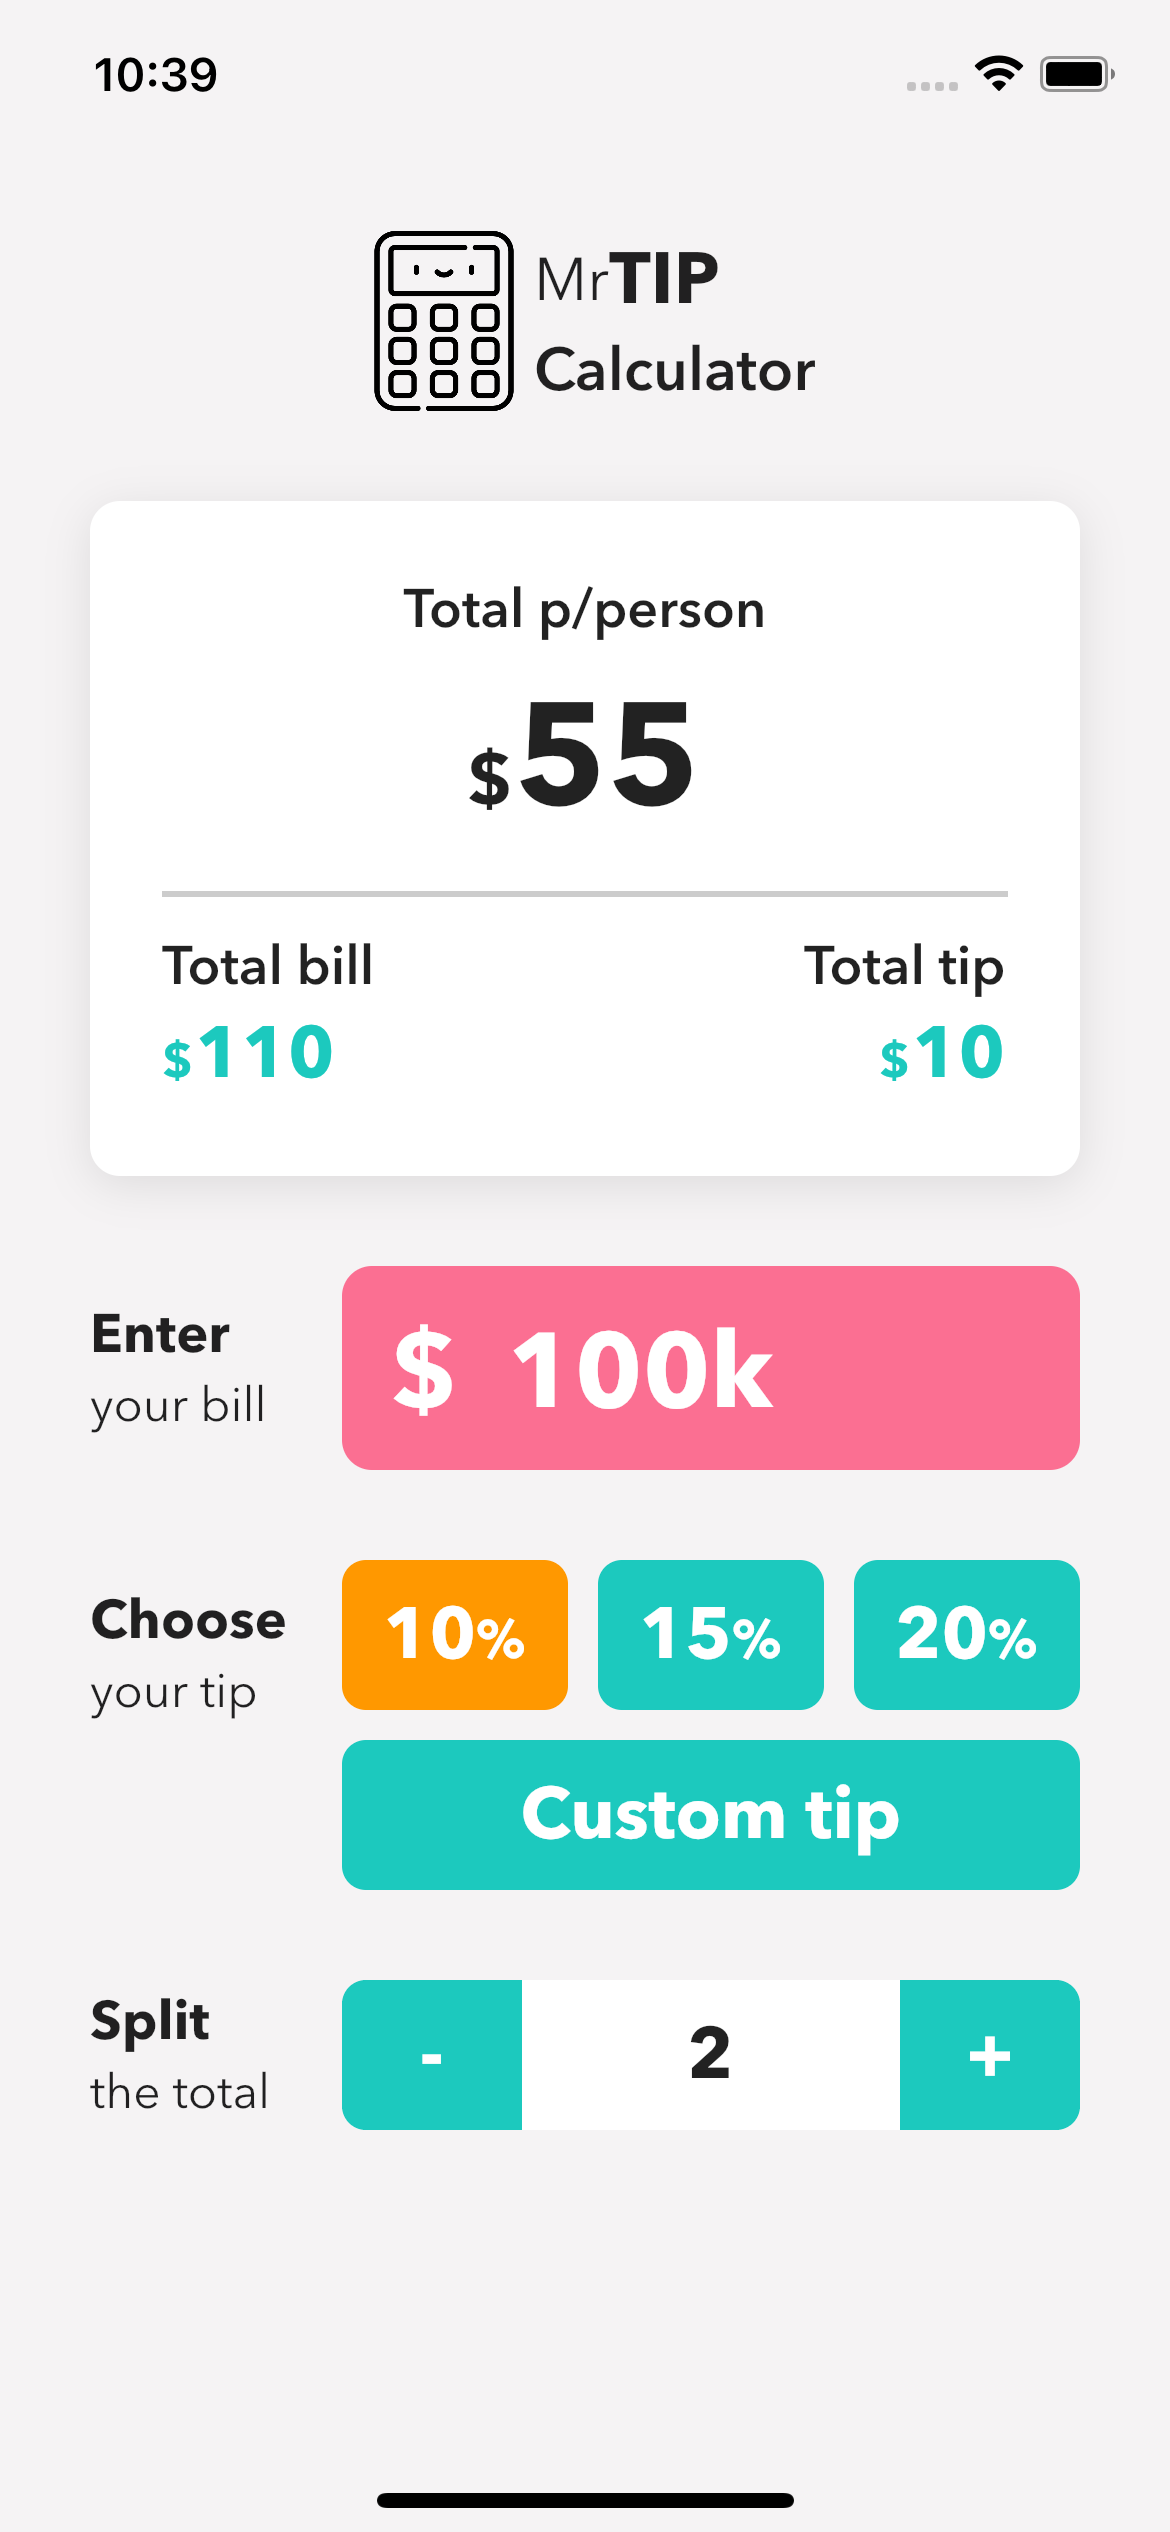 10:39
MrTIP
Calculator
Total p/person
$55
Total bill
Total tip
$110
$10
Enter
your bill
$ 100k
Choose
your tip
10%
15%
20%
Custom tip
Split
the total
-
2
+